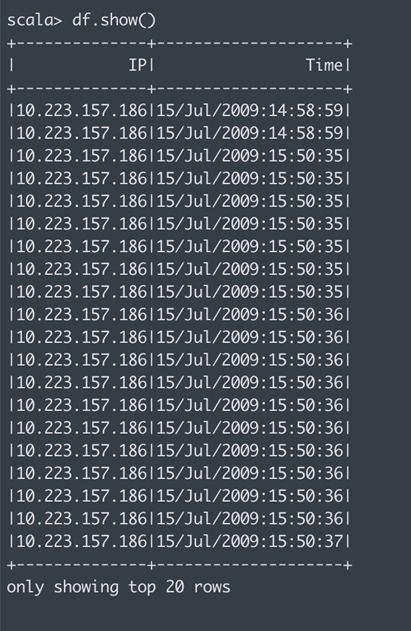 scala> df.show()
+--------------+--------------------+
|            IP|                Time|
+--------------+--------------------+
|10.223.157.186|15/Jul/2009:14:58:59|
|10.223.157.186|15/Jul/2009:14:58:59|
|10.223.157.186|15/Jul/2009:15:50:35|
|10.223.157.186|15/Jul/2009:15:50:35|
|10.223.157.186|15/Jul/2009:15:50:35|
|10.223.157.186|15/Jul/2009:15:50:35|
|10.223.157.186|15/Jul/2009:15:50:35|
|10.223.157.186|15/Jul/2009:15:50:35|
|10.223.157.186|15/Jul/2009:15:50:35|
|10.223.157.186|15/Jul/2009:15:50:36|
|10.223.157.186|15/Jul/2009:15:50:36|
|10.223.157.186|15/Jul/2009:15:50:36|
|10.223.157.186|15/Jul/2009:15:50:36|
|10.223.157.186|15/Jul/2009:15:50:36|
|10.223.157.186|15/Jul/2009:15:50:36|
|10.223.157.186|15/Jul/2009:15:50:36|
|10.223.157.186|15/Jul/2009:15:50:36|
|10.223.157.186|15/Jul/2009:15:50:36|
|10.223.157.186|15/Jul/2009:15:50:36|
|10.223.157.186|15/Jul/2009:15:50:37|
+--------------+--------------------+
only showing top 20 rows